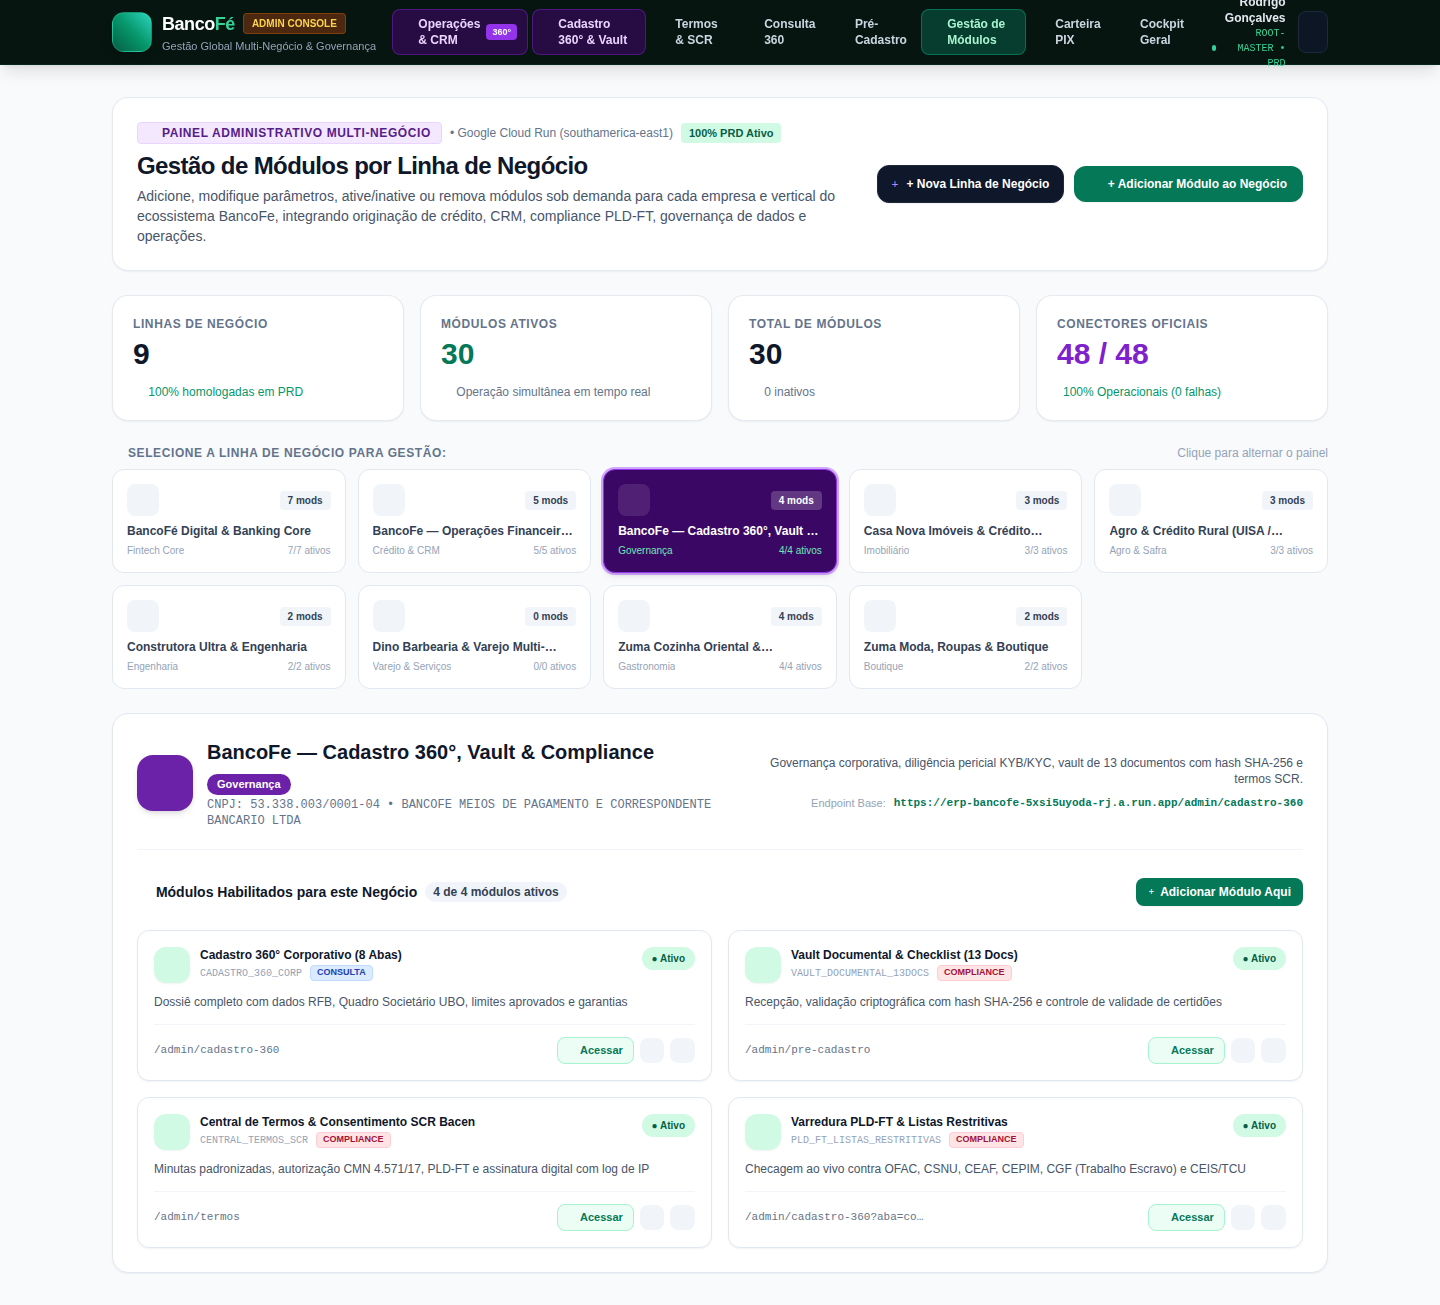 BancoFé ADMIN CONSOLE
Gestão Global Multi-Negócio & Governança
Operações & CRM 360°
Cadastro 360° & Vault
Termos & SCR
Consulta 360
Pré-Cadastro
Gestão de Módulos
Carteira PIX
Cockpit Geral
Rodrigo Gonçalves
ROOT-MASTER • PRD
PAINEL ADMINISTRATIVO MULTI-NEGÓCIO • Google Cloud Run (southamerica-east1) 100% PRD Ativo
Gestão de Módulos por Linha de Negócio
Adicione, modifique parâmetros, ative/inative ou remova módulos sob demanda para cada empresa e vertical do
ecossistema BancoFe, integrando originação de crédito, CRM, compliance PLD-FT, governança de dados e
operações.
+ + Nova Linha de Negócio
+ Adicionar Módulo ao Negócio
LINHAS DE NEGÓCIO
9
100% homologadas em PRD
MÓDULOS ATIVOS
30
Operação simultânea em tempo real
TOTAL DE MÓDULOS
30
0 inativos
CONECTORES OFICIAIS
48 / 48
100% Operacionais (0 falhas)
SELECIONE A LINHA DE NEGÓCIO PARA GESTÃO:
Clique para alternar o painel
7 mods
BancoFé Digital & Banking Core
Fintech Core 7/7 ativos
5 mods
BancoFe — Operações Financeir…
Crédito & CRM 5/5 ativos
4 mods
BancoFe — Cadastro 360°, Vault …
Governança 4/4 ativos
3 mods
Casa Nova Imóveis & Crédito…
Imobiliário 3/3 ativos
3 mods
Agro & Crédito Rural (UISA /…
Agro & Safra 3/3 ativos
2 mods
Construtora Ultra & Engenharia
Engenharia 2/2 ativos
0 mods
Dino Barbearia & Varejo Multi-…
Varejo & Serviços 0/0 ativos
4 mods
Zuma Cozinha Oriental &…
Gastronomia 4/4 ativos
2 mods
Zuma Moda, Roupas & Boutique
Boutique 2/2 ativos
BancoFe — Cadastro 360°, Vault & Compliance
Governança
CNPJ: 53.338.003/0001-04 • BANCOFE MEIOS DE PAGAMENTO E CORRESPONDENTE
BANCARIO LTDA
Governança corporativa, diligência pericial KYB/KYC, vault de 13 documentos com hash SHA-256 e
termos SCR.
Endpoint Base: https://erp-bancofe-5xsi5uyoda-rj.a.run.app/admin/cadastro-360
Módulos Habilitados para este Negócio 4 de 4 módulos ativos
+ Adicionar Módulo Aqui
Cadastro 360° Corporativo (8 Abas)
CADASTRO_360_CORP CONSULTA
● Ativo
Dossiê completo com dados RFB, Quadro Societário UBO, limites aprovados e garantias
/admin/cadastro-360
Acessar
Vault Documental & Checklist (13 Docs)
VAULT_DOCUMENTAL_13DOCS COMPLIANCE
● Ativo
Recepção, validação criptográfica com hash SHA-256 e controle de validade de certidões
/admin/pre-cadastro
Acessar
Central de Termos & Consentimento SCR Bacen
CENTRAL_TERMOS_SCR COMPLIANCE
● Ativo
Minutas padronizadas, autorização CMN 4.571/17, PLD-FT e assinatura digital com log de IP
/admin/termos
Acessar
Varredura PLD-FT & Listas Restritivas
PLD_FT_LISTAS_RESTRITIVAS COMPLIANCE
● Ativo
Checagem ao vivo contra OFAC, CSNU, CEAF, CEPIM, CGF (Trabalho Escravo) e CEIS/TCU
/admin/cadastro-360?aba=co…
Acessar